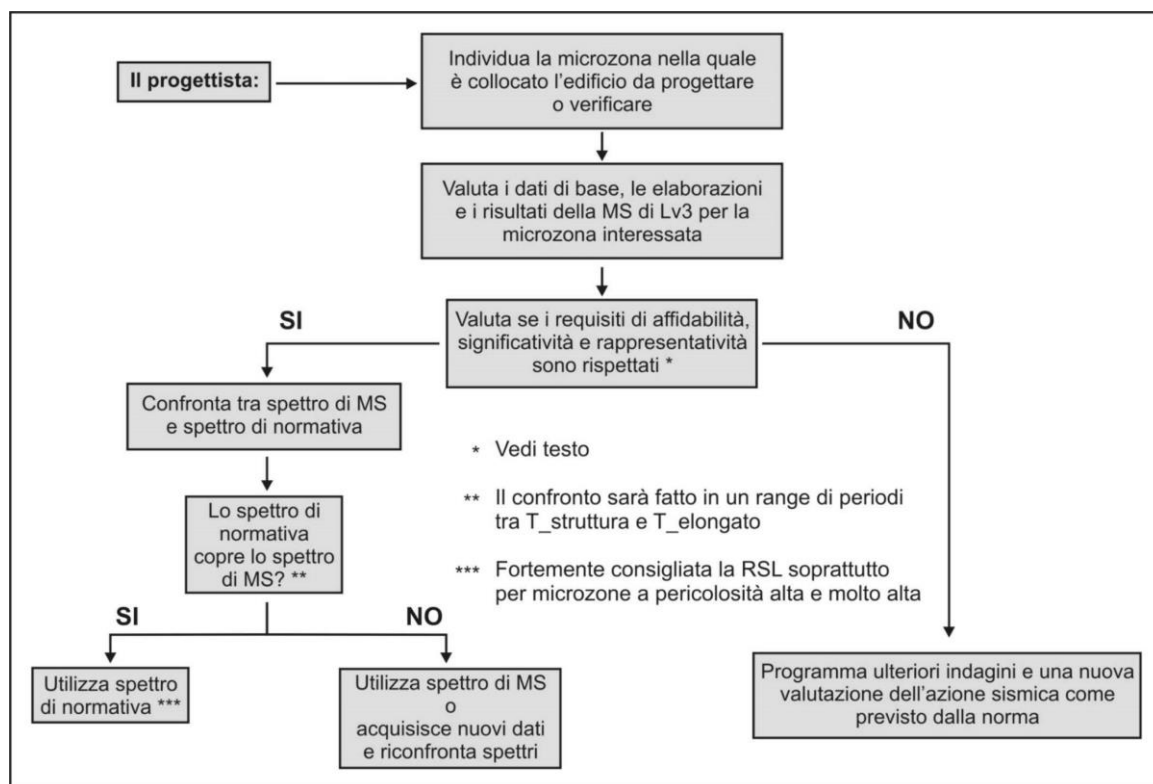 Il progettista:
Individua la microzona nella quale
è collocato l'edificio da progettare
o verificare
Valuta i dati di base, le elaborazioni
e i risultati della MS di Lv3 per la
microzona interessata
SI
Valuta se i requisiti di affidabilità,
significatività e rappresentatività
sono rispettati *
NO
Confronta tra spettro di MS
e spettro di normativa
* Vedi testo
** Il confronto sarà fatto in un range di periodi
tra T_struttura e T_elongato
*** Fortemente consigliata la RSL soprattutto
per microzone a pericolosità alta e molto alta
Lo spettro di
normativa
copre lo spettro
di MS? **
SI
NO
Utilizza spettro
di normativa ***
Utilizza spettro di MS
o
acquisisce nuovi dati
e riconfronta spettri
Programma ulteriori indagini e una nuova
valutazione dell'azione sismica come
previsto dalla norma